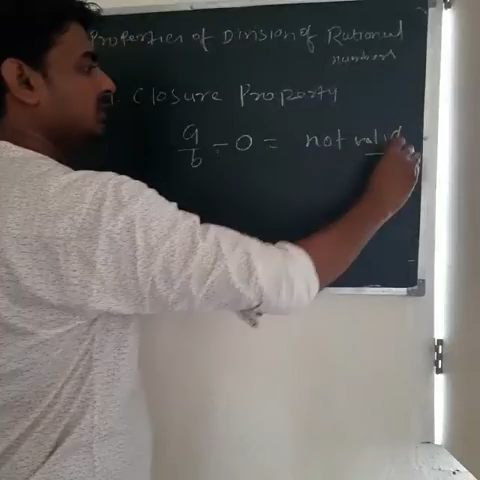 Properties of Division of Rational
numbers
Closure Property
a/b ÷ 0 = not valid